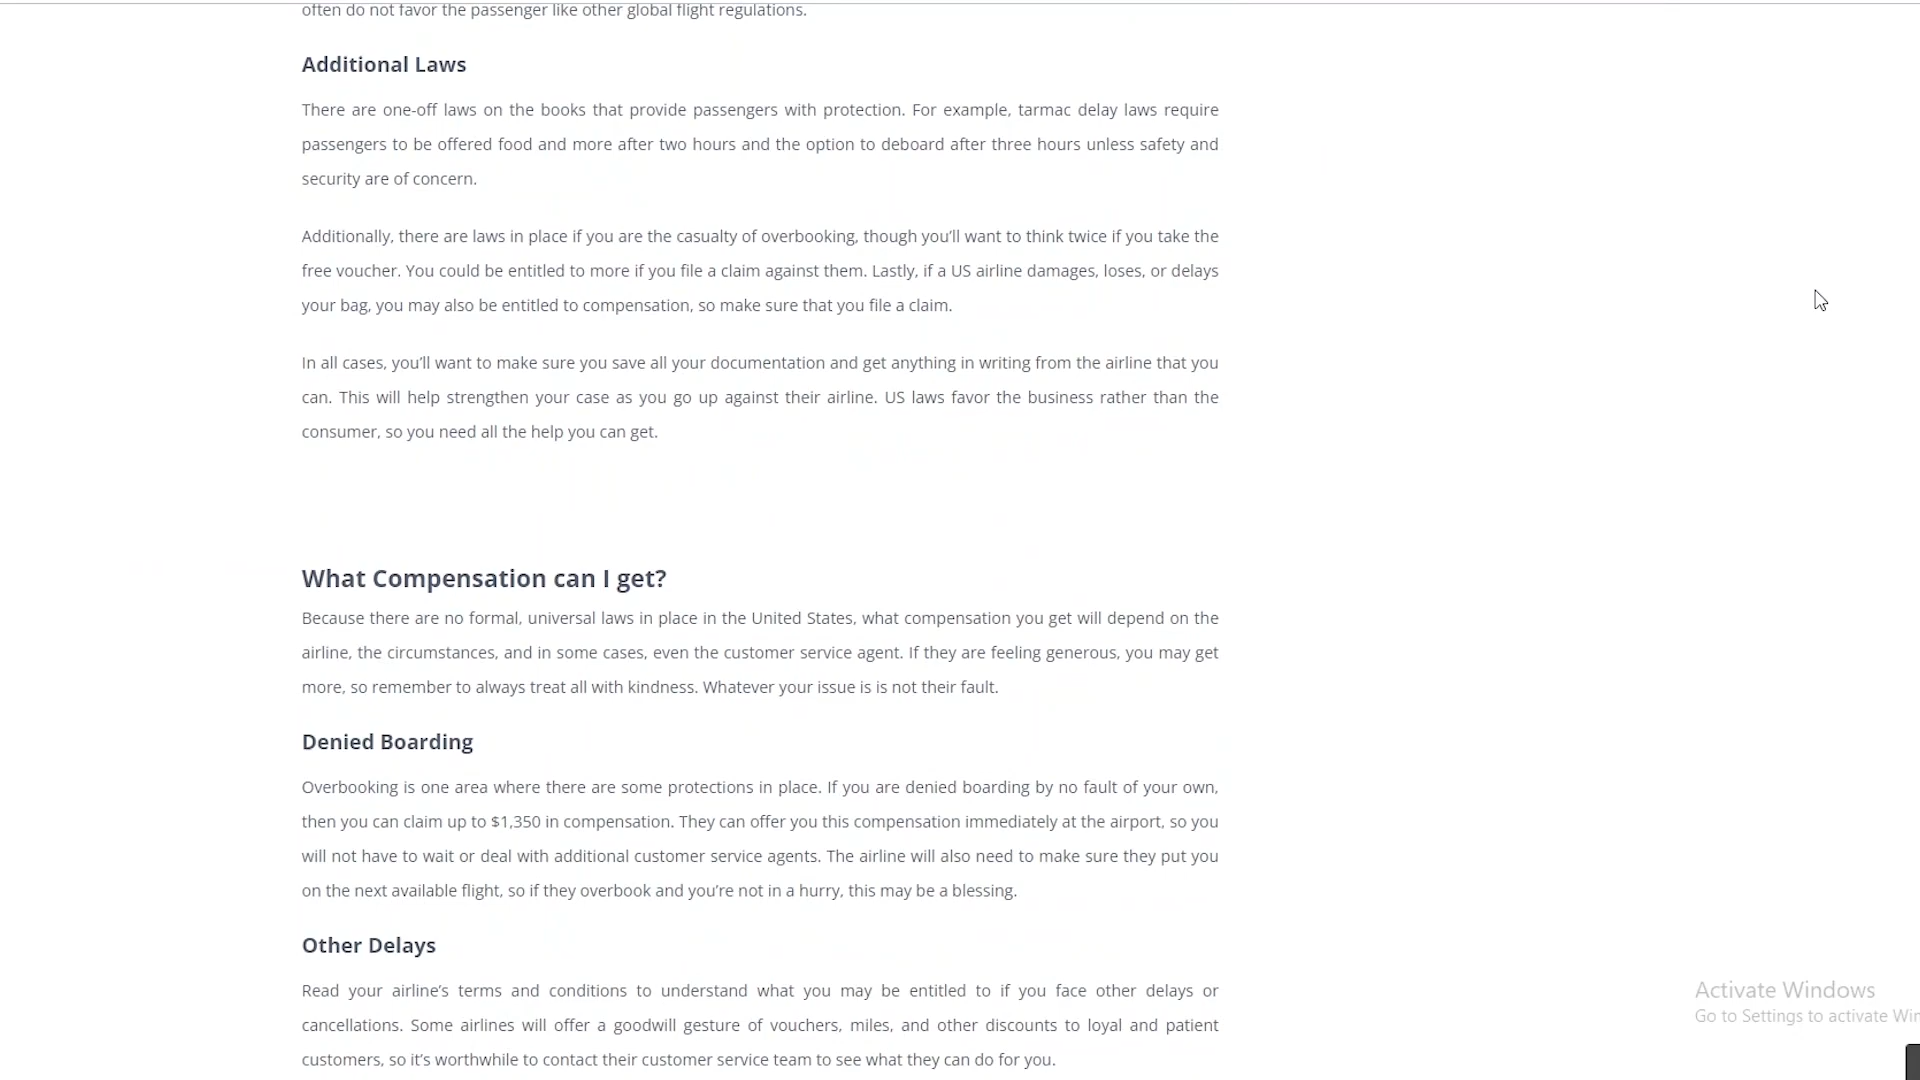 often do not favor the passenger like other global flight regulations.
Additional Laws
There are one-off laws on the books that provide passengers with protection. For example, tarmac delay laws require
passengers to be offered food and more after two hours and the option to deboard after three hours unless safety and
security are of concern.
Additionally, there are laws in place if you are the casualty of overbooking, though you’ll want to think twice if you take the
free voucher. You could be entitled to more if you file a claim against them. Lastly, if a US airline damages, loses, or delays
your bag, you may also be entitled to compensation, so make sure that you file a claim.
In all cases, you’ll want to make sure you save all your documentation and get anything in writing from the airline that you
can. This will help strengthen your case as you go up against their airline. US laws favor the business rather than the
consumer, so you need all the help you can get.
What Compensation can I get?
Because there are no formal, universal laws in place in the United States, what compensation you get will depend on the
airline, the circumstances, and in some cases, even the customer service agent. If they are feeling generous, you may get
more, so remember to always treat all with kindness. Whatever your issue is is not their fault.
Denied Boarding
Overbooking is one area where there are some protections in place. If you are denied boarding by no fault of your own,
then you can claim up to $1,350 in compensation. They can offer you this compensation immediately at the airport, so you
will not have to wait or deal with additional customer service agents. The airline will also need to make sure they put you
on the next available flight, so if they overbook and you’re not in a hurry, this may be a blessing.
Other Delays
Read your airline’s terms and conditions to understand what you may be entitled to if you face other delays or
cancellations. Some airlines will offer a goodwill gesture of vouchers, miles, and other discounts to loyal and patient
customers, so it’s worthwhile to contact their customer service team to see what they can do for you.
Activate Windows
Go to Settings to activate Win